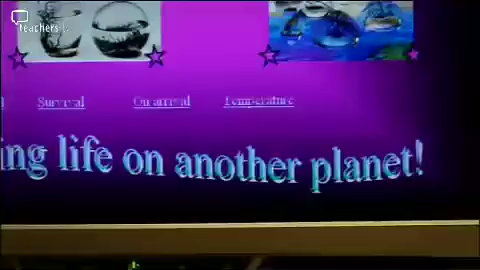 teachers
Survival On arrival Temperature
ing life on another planet!